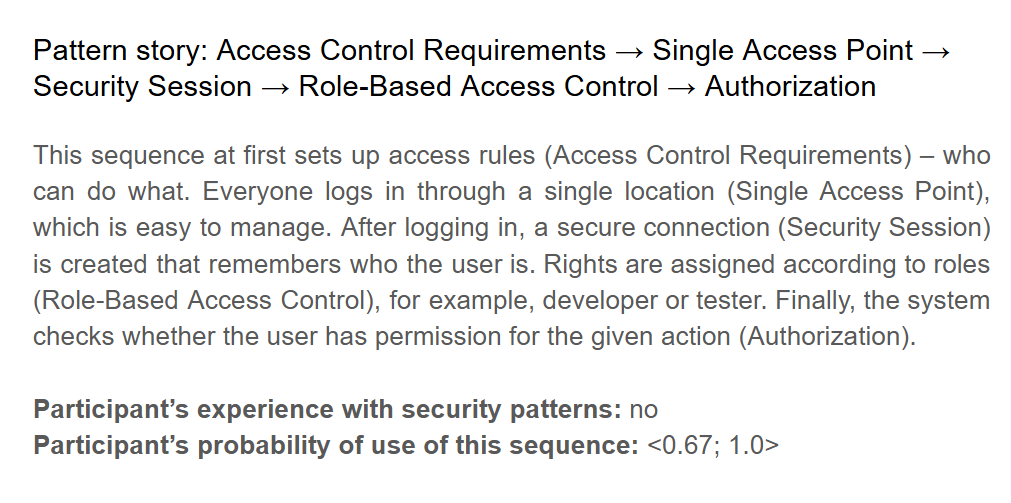 Pattern story: Access Control Requirements → Single Access Point →
Security Session → Role-Based Access Control → Authorization
This sequence at first sets up access rules (Access Control Requirements) – who
can do what. Everyone logs in through a single location (Single Access Point),
which is easy to manage. After logging in, a secure connection (Security Session)
is created that remembers who the user is. Rights are assigned according to roles
(Role-Based Access Control), for example, developer or tester. Finally, the system
checks whether the user has permission for the given action (Authorization).
Participant’s experience with security patterns: no
Participant’s probability of use of this sequence: <0.67; 1.0>